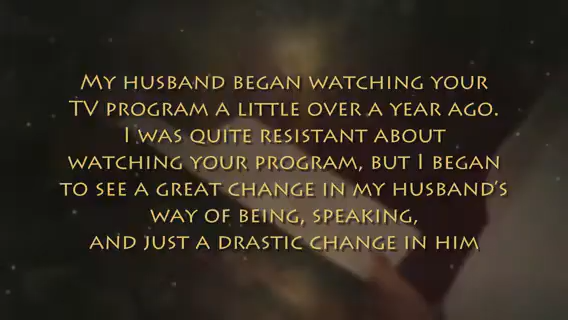 My husband began watching your
TV program a little over a year ago.
I was quite resistant about
watching your program, but I began
to see a great change in my husband's
way of being, speaking,
and just a drastic change in him